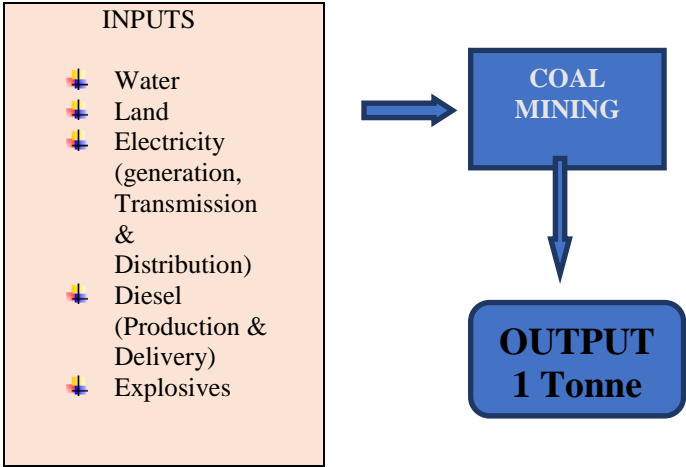 INPUTS
Water
Land
Electricity
(generation,
Transmission
&
Distribution)
Diesel
(Production &
Delivery)
Explosives
COAL
MINING
OUTPUT
1 Tonne